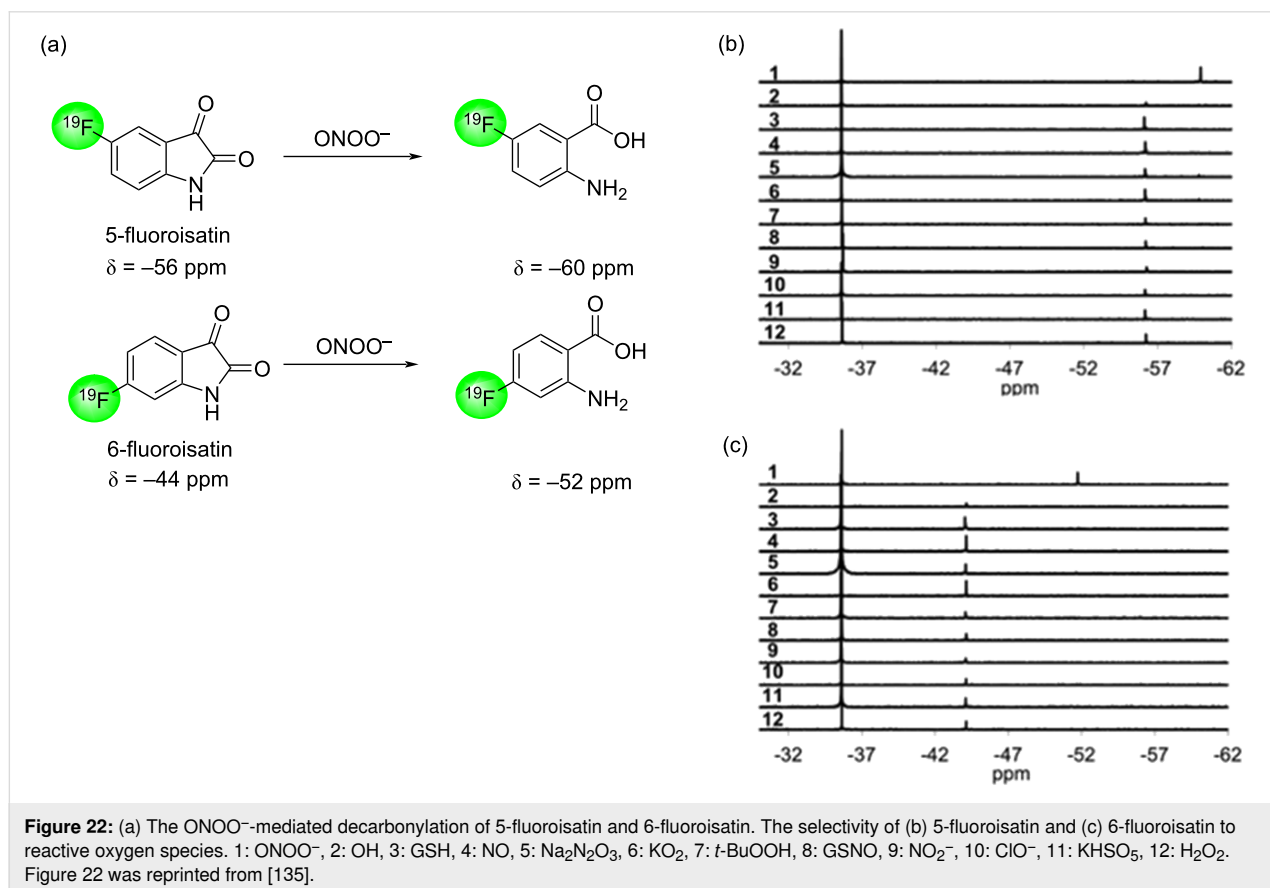 (a)
¹⁹F
O
O
N
H
5-fluoroisatin
δ = –56 ppm
ONOO⁻
¹⁹F
O
OH
NH₂
δ = –60 ppm
O
O
¹⁹F
N
H
6-fluoroisatin
δ = –44 ppm
ONOO⁻
O
OH
¹⁹F
NH₂
δ = –52 ppm
(b)
1
2
3
4
5
6
7
8
9
10
11
12
-32 -37 -42 -47 -52 -57 -62
ppm
(c)
1
2
3
4
5
6
7
8
9
10
11
12
-32 -37 -42 -47 -52 -57 -62
ppm
Figure 22: (a) The ONOO⁻-mediated decarbonylation of 5-fluoroisatin and 6-fluoroisatin. The selectivity of (b) 5-fluoroisatin and (c) 6-fluoroisatin to
reactive oxygen species. 1: ONOO⁻, 2: OH, 3: GSH, 4: NO, 5: Na₂N₂O₃, 6: KO₂, 7: t-BuOOH, 8: GSNO, 9: NO₂⁻, 10: ClO⁻, 11: KHSO₅, 12: H₂O₂.
Figure 22 was reprinted from [135].